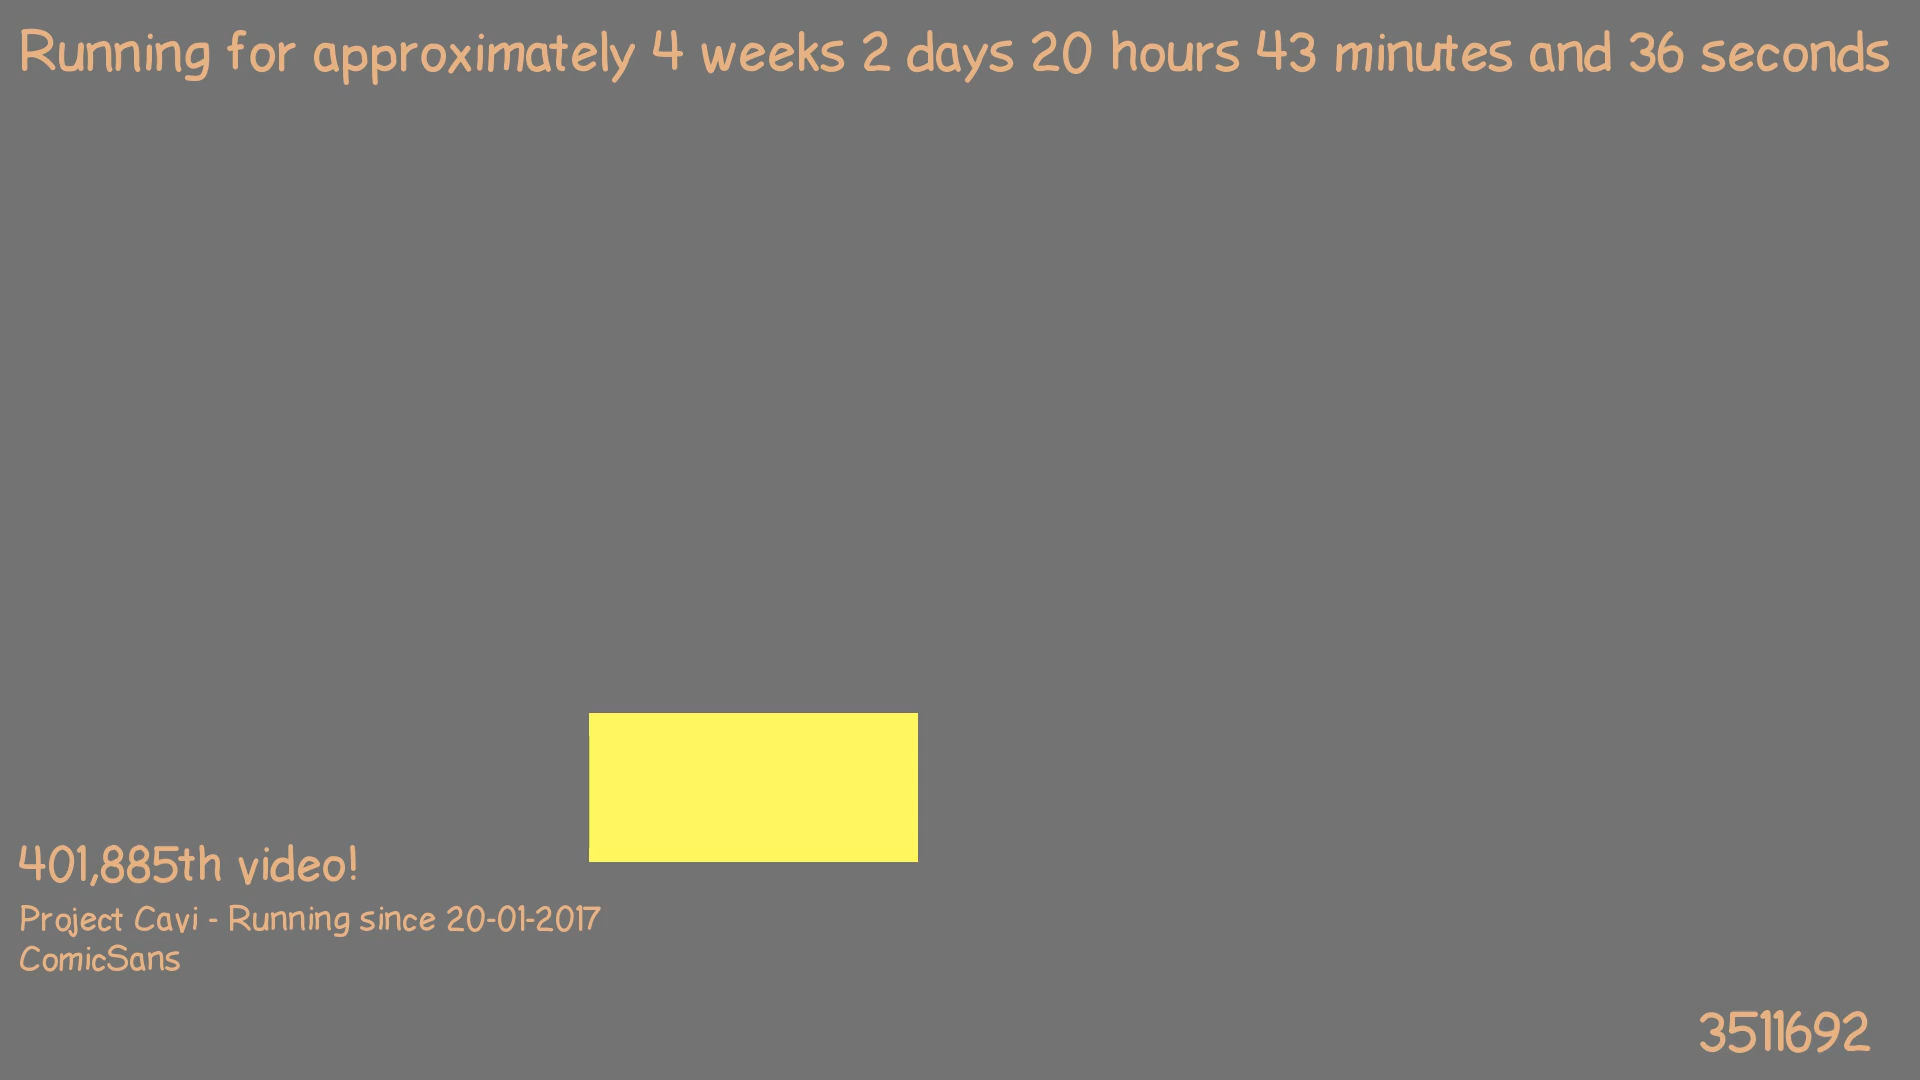 Running for approximately 4 weeks 2 days 20 hours 43 minutes and 36 seconds
401,885th video!
Project Cavi - Running since 20-01-2017
ComicSans
3511692